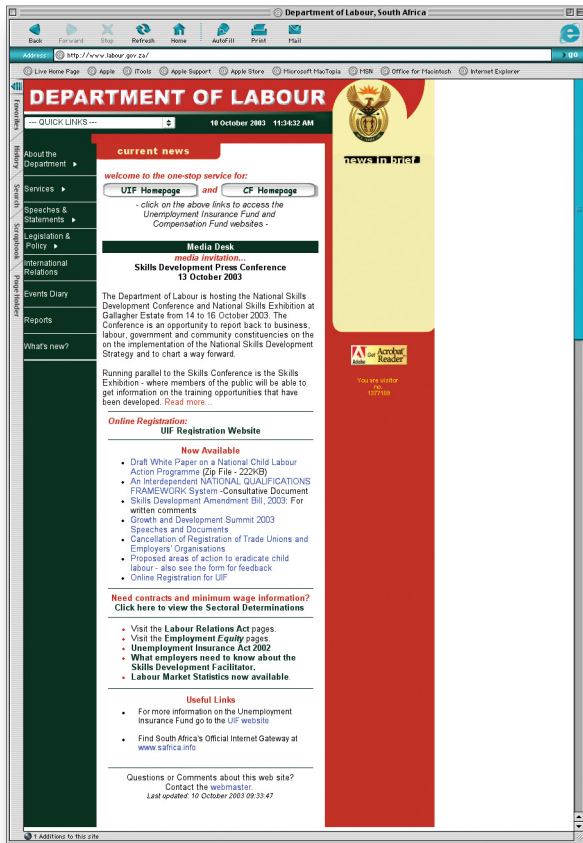 Department of Labour, South Africa
Back Forward Stop Refresh Home AutoFill Print Mail
Address: http://www.labour.gov.za/ go
Live Home Page Apple iTools Apple Support Apple Store Microsoft MacTopia MSN Office for Macintosh Internet Explorer
Favorites
History
Search
Scrapbook
Page Holder
DEPARTMENT OF LABOUR
--- QUICK LINKS ---
10 October 2003 11:34:32 AM
About the
Department
Services
Speeches &
Statements
Legislation &
Policy
International
Relations
Events Diary
Reports
What's new?
current news
welcome to the one-stop service for:
UIF Homepage and CF Homepage
- click on the above links to access the
Unemployment Insurance Fund and
Compensation Fund websites -
Media Desk
media invitation...
Skills Development Press Conference
13 October 2003
The Department of Labour is hosting the National Skills
Development Conference and National Skills Exhibition at
Gallagher Estate from 14 to 16 October 2003. The
Conference is an opportunity to report back to business,
labour, government and community constituencies on the
on the implementation of the National Skills Development
Strategy and to chart a way forward.
Running parallel to the Skills Conference is the Skills
Exhibition - where members of the public will be able to
get information on the training opportunities that have
been developed. Read more...
Online Registration:
UIF Registration Website
Now Available
Draft White Paper on a National Child Labour
Action Programme (Zip File - 222KB)
An Interdependent NATIONAL QUALIFICATIONS
FRAMEWORK System -Consultative Document
Skills Development Amendment Bill, 2003: For
written comments
Growth and Development Summit 2003
Speeches and Documents
Cancellation of Registration of Trade Unions and
Employers' Organisations
Proposed areas of action to eradicate child
labour - also see the form for feedback
Online Registration for UIF
Need contracts and minimum wage information?
Click here to view the Sectoral Determinations
Visit the Labour Relations Act pages.
Visit the Employment Equity pages.
Unemployment Insurance Act 2002
What employers need to know about the
Skills Development Facilitator.
Labour Market Statistics now available.
Useful Links
For more information on the Unemployment
Insurance Fund go to the UIF website
Find South Africa's Official Internet Gateway at
www.safrica.info
Questions or Comments about this web site?
Contact the webmaster.
Last updated: 10 October 2003 09:33:47
news in brief
Adobe Get Acrobat Reader
You are visitor
no.
1377109
1 Additions to this site